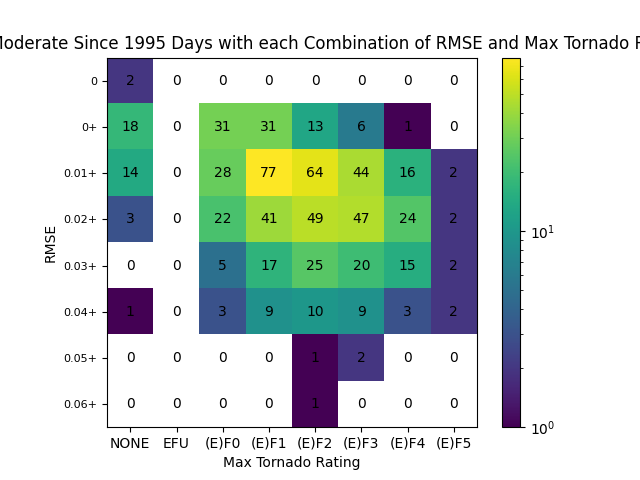 Moderate Since 1995 Days with each Combination of RMSE and Max Tornado R
0 2 0 0 0 0 0 0 0
0+ 18 0 31 31 13 6 1 0
0.01+ 14 0 28 77 64 44 16 2
0.02+ 3 0 22 41 49 47 24 2
0.03+ 0 0 5 17 25 20 15 2
0.04+ 1 0 3 9 10 9 3 2
0.05+ 0 0 0 0 1 2 0 0
0.06+ 0 0 0 0 1 0 0 0
NONE EFU (E)F0 (E)F1 (E)F2 (E)F3 (E)F4 (E)F5
Max Tornado Rating
RMSE
10¹
10⁰